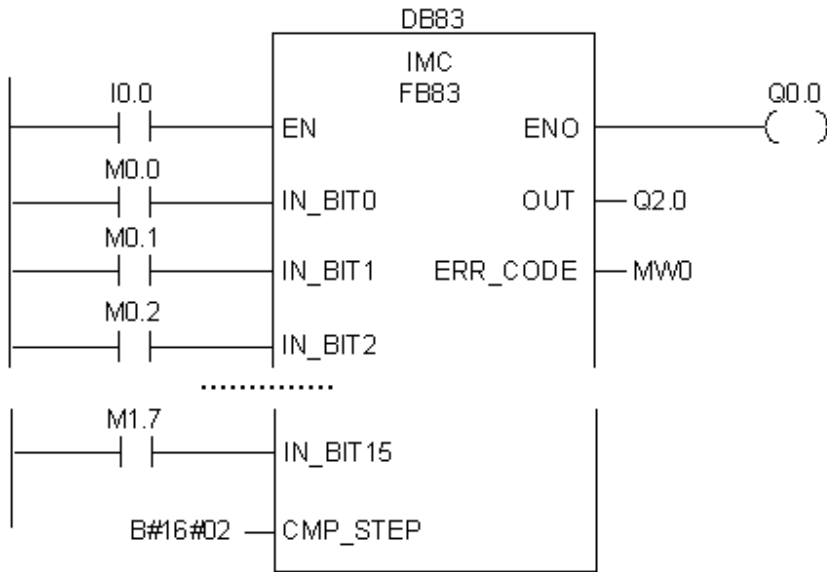 DB83
IMC
I0.0 FB83 Q0.0
EN ENO
M0.0
IN_BIT0 OUT Q2.0
M0.1
IN_BIT1 ERR_CODE MW0
M0.2
IN_BIT2
..............
M1.7
IN_BIT15
B#16#02 CMP_STEP